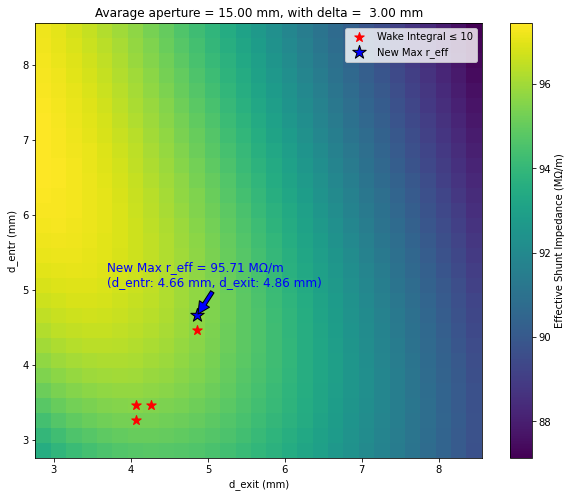 Avarage aperture = 15.00 mm, with delta =  3.00 mm
Wake Integral ≤ 10
New Max r_eff
New Max r_eff = 95.71 MΩ/m
(d_entr: 4.66 mm, d_exit: 4.86 mm)
d_entr (mm)
8
7
6
5
4
3
3
4
5
6
7
8
d_exit (mm)
96
94
92
90
88
Effective Shunt Impedance (MΩ/m)